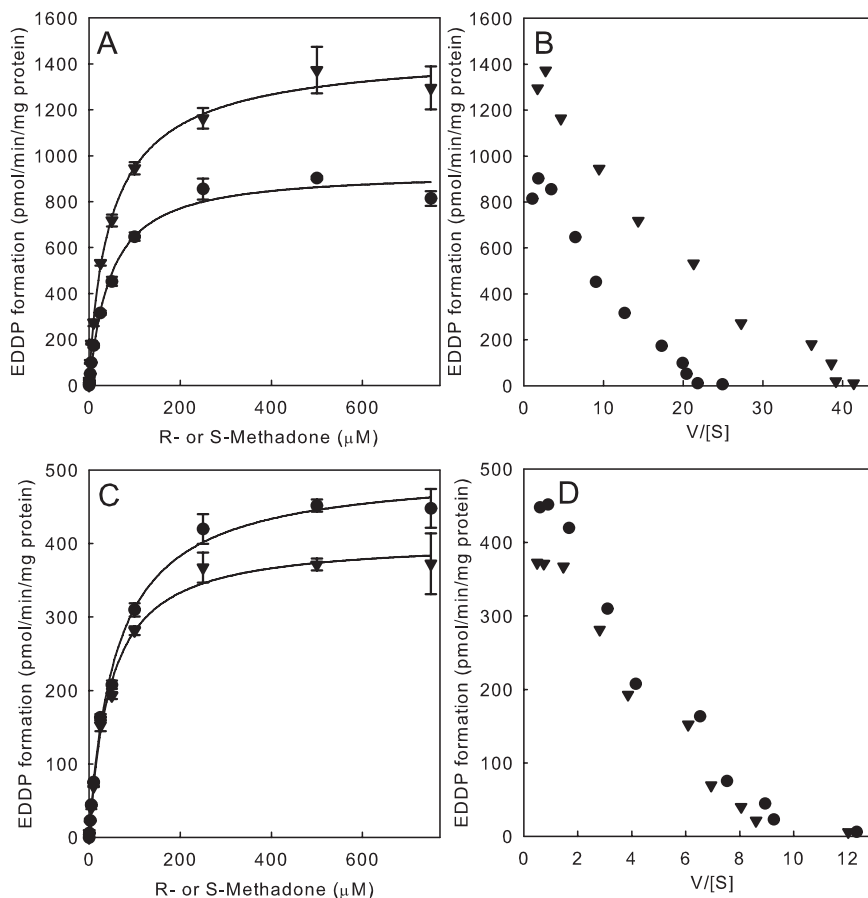 A
EDDP formation (pmol/min/mg protein)
1600
1400
1200
1000
800
600
400
200
0
0 200 400 600
R- or S-Methadone (μM)
B
EDDP formation (pmol/min/mg protein)
1600
1400
1200
1000
800
600
400
200
0
0 10 20 30 40
V/[S]
C
EDDP formation (pmol/min/mg protein)
500
400
300
200
100
0
0 200 400 600
R- or S-Methadone (μM)
D
EDDP formation (pmol/min/mg protein)
500
400
300
200
100
0
0 2 4 6 8 10 12
V/[S]